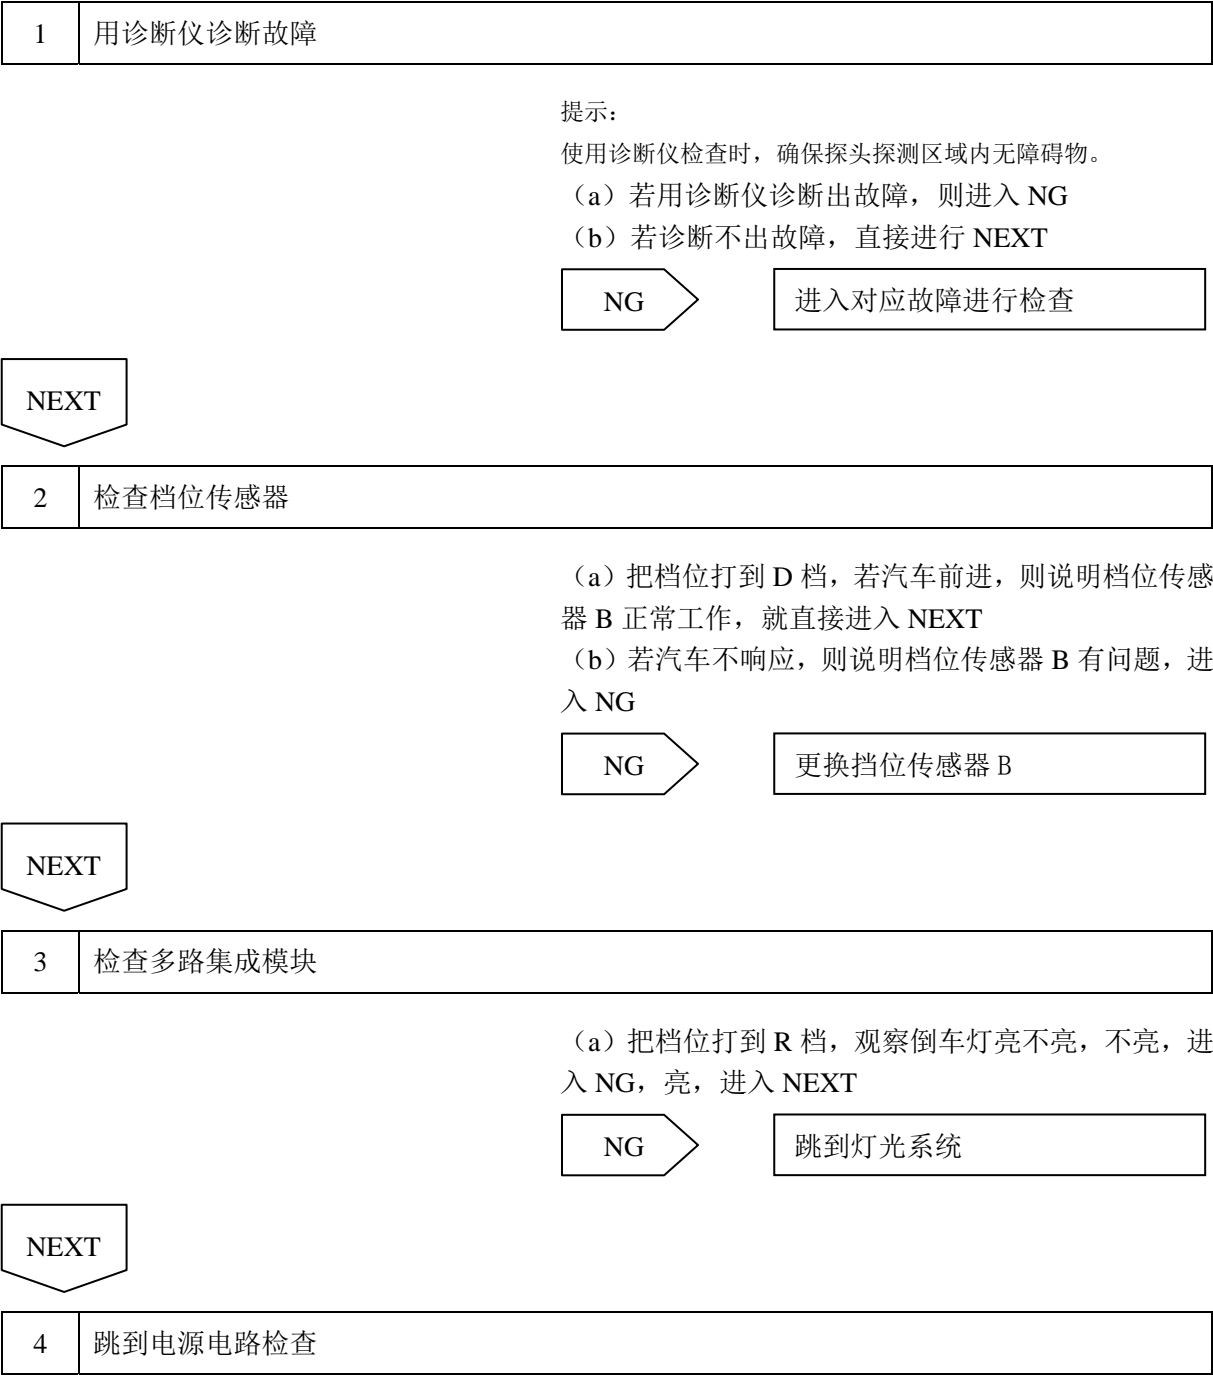 1 用诊断仪诊断故障
提示：
使用诊断仪检查时，确保探头探测区域内无障碍物。
（a）若用诊断仪诊断出故障，则进入 NG
（b）若诊断不出故障，直接进行 NEXT
NG 进入对应故障进行检查
NEXT
2 检查档位传感器
（a）把档位打到 D 档，若汽车前进，则说明档位传感
器 B 正常工作，就直接进入 NEXT
（b）若汽车不响应，则说明档位传感器 B 有问题，进
入 NG
NG 更换挡位传感器 B
NEXT
3 检查多路集成模块
（a）把档位打到 R 档，观察倒车灯亮不亮，不亮，进
入 NG，亮，进入 NEXT
NG 跳到灯光系统
NEXT
4 跳到电源电路检查